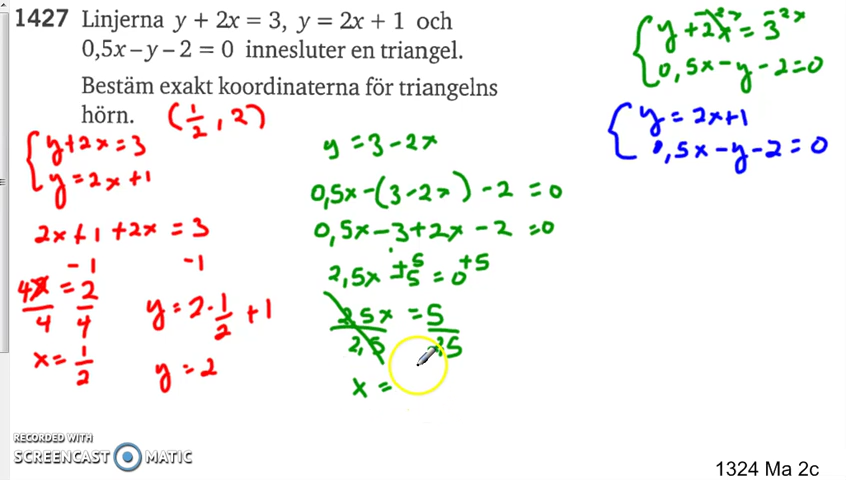 1427 Linjerna y + 2x = 3, y = 2x + 1 och
0,5x – y – 2 = 0 innesluter en triangel.
Bestäm exakt koordinaterna för triangelns
hörn. (1/2, 2)
y + 2x = 3
y = 2x + 1
2x + 1 + 2x = 3
-1 -1
4x/4 = 2/4
x = 1/2
y = 2 · 1/2 + 1
y = 2
y = 3 - 2x
0,5x - (3 - 2x) - 2 = 0
0,5x - 3 + 2x - 2 = 0
2,5x - 5 +5 = 0 +5
2,5x/2,5 = 5/2,5
x =
y + 2x -2x = 3 -2x
0,5x - y - 2 = 0
y = 2x + 1
0,5x - y - 2 = 0
RECORDED WITH
SCREENCAST MATIC
1324 Ma 2c